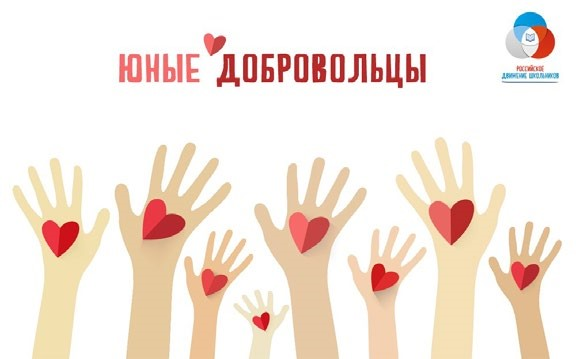 ЮНЫЕ ДОБРОВОЛЬЦЫ
РОССИЙСКОЕ
ДВИЖЕНИЕ ШКОЛЬНИКОВ